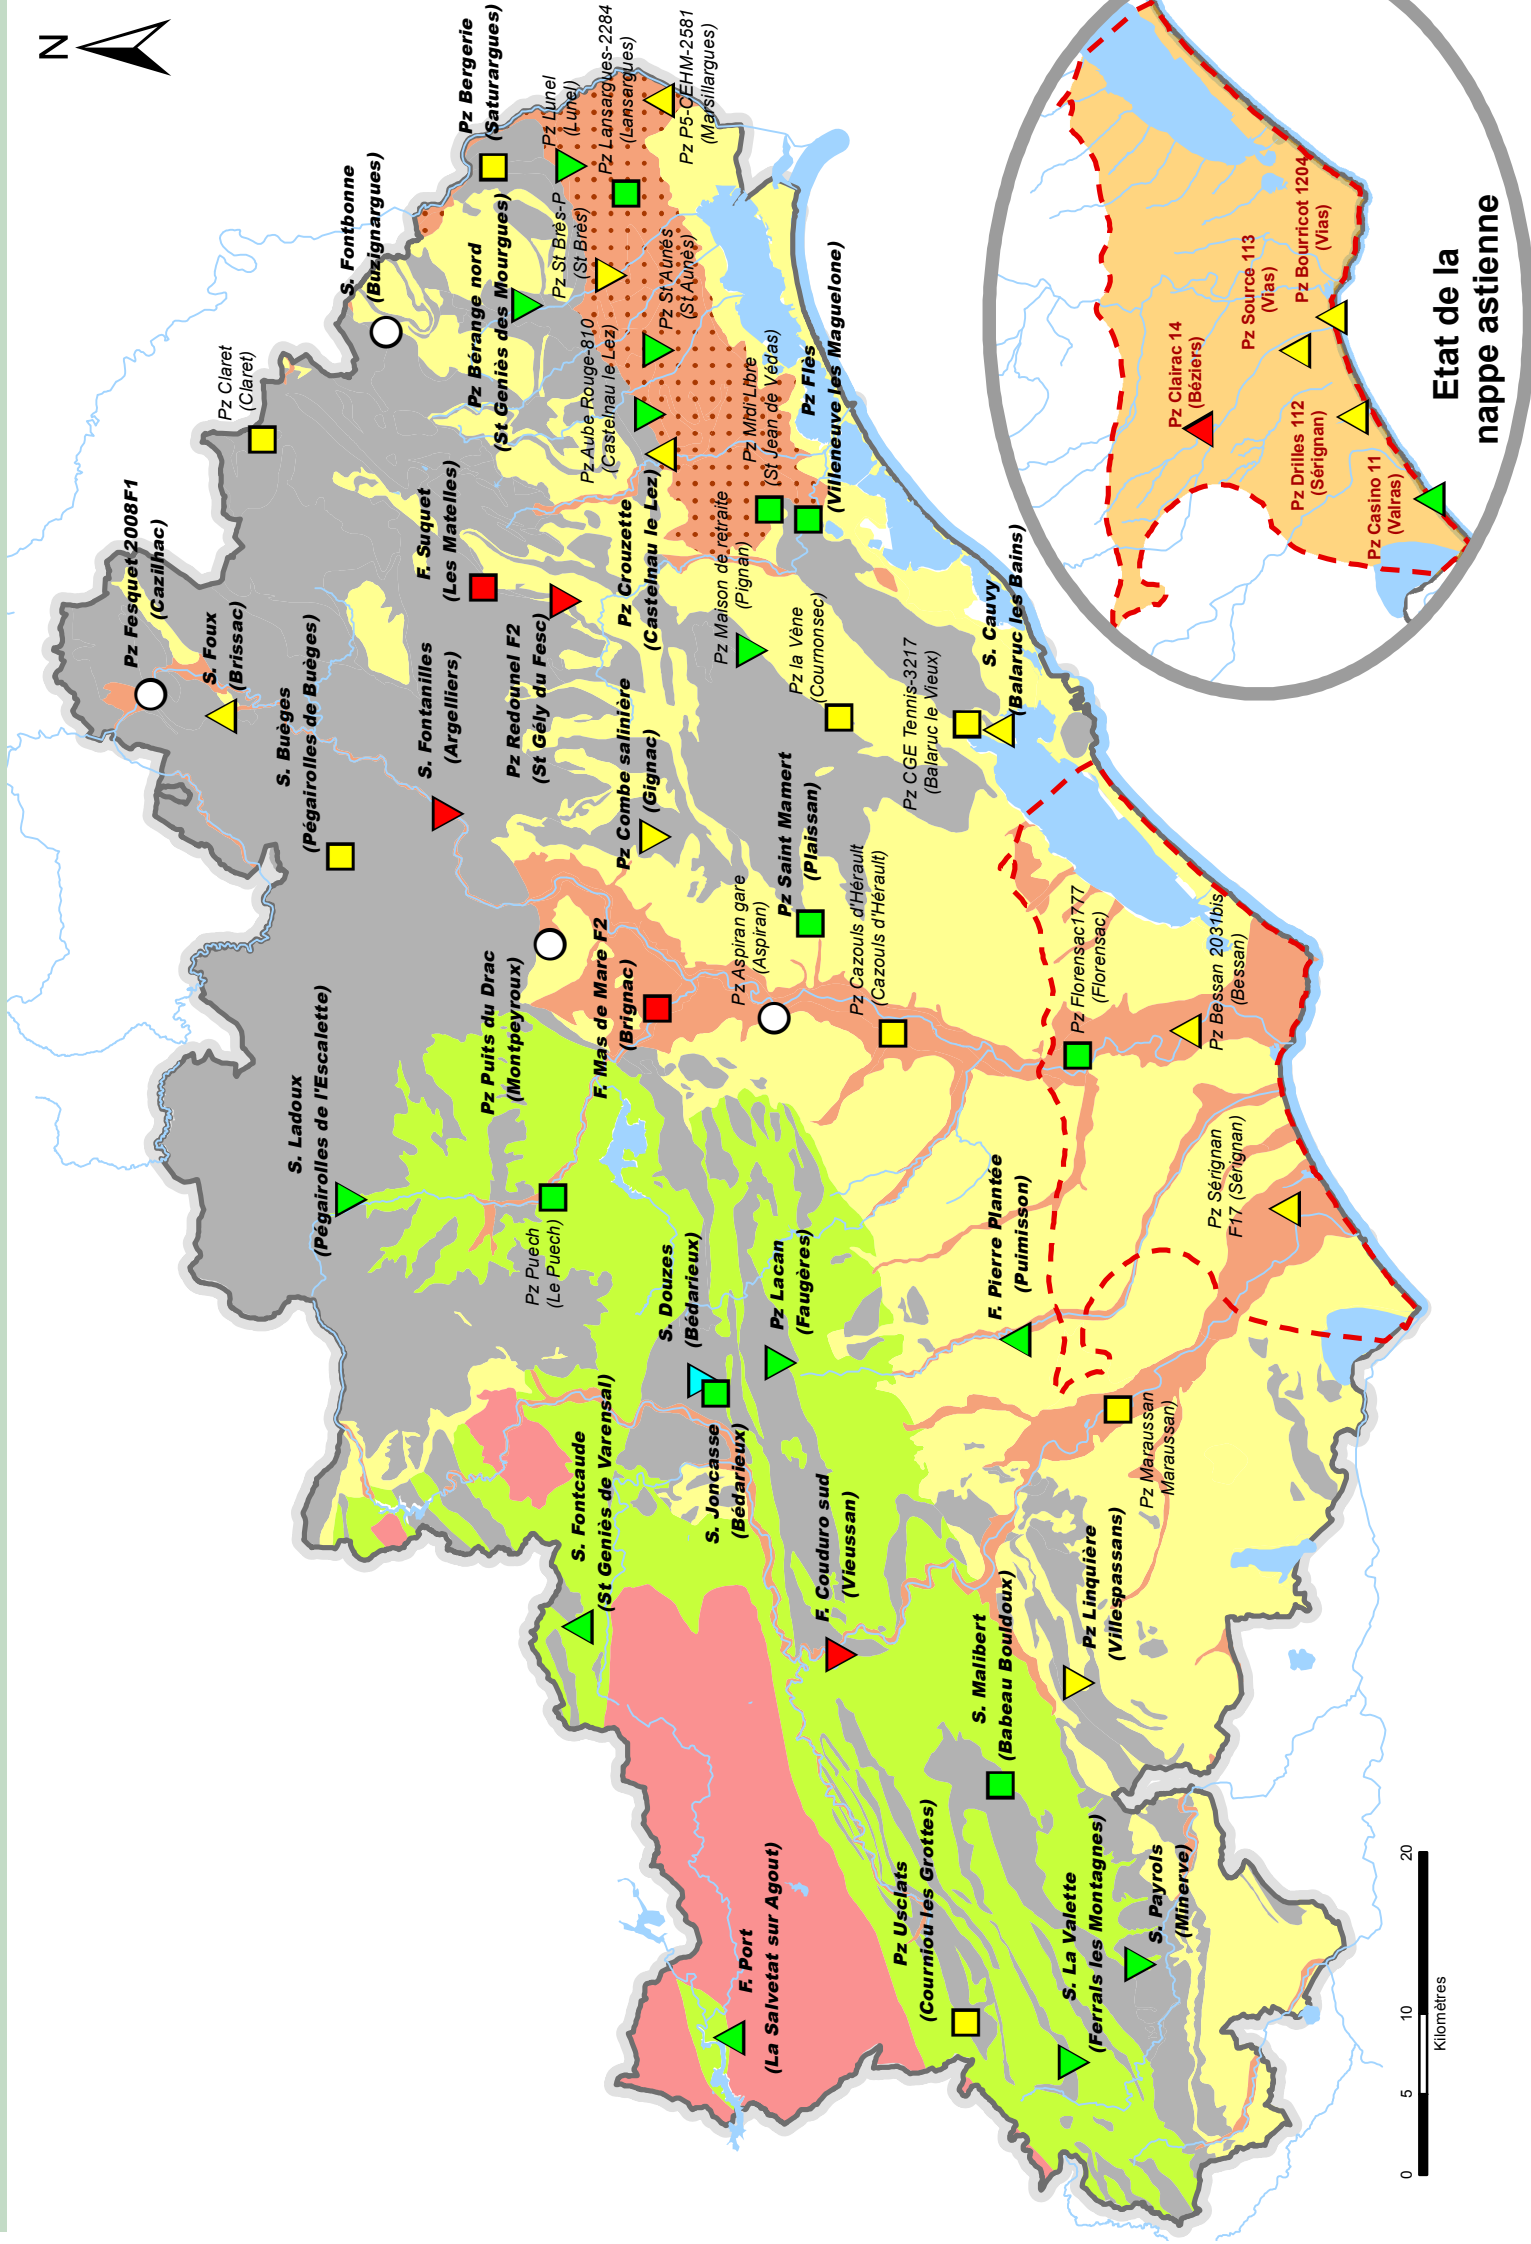 N
Pz Bergerie
(Saturargues)
Pz Lunel
(Lunel)
Pz Lansargues-2284
(Lansargues)
Pz P5-CEHM-2581
(Marsillargues)
S. Fontbonne
(Buzignargues)
Pz Bérange nord
(St Geniès des Mourgues)
Pz St Brès-P
(St Brès)
Pz St Aunès
(St Aunès)
Pz Claret
(Claret)
Pz Aube Rouge-810
(Castelnau le Lez)
Pz Midi Libre
(St Jean de Védas)
Pz Flès
(Villeneuve les Maguelone)
Pz Fesquet 2008F1
(Cazilhac)
S. Foux
(Brissac)
F. Suquet
(Les Matelles)
Pz Crouzette
(Castelnau le Lez)
Pz Maison de retraite
(Pignan)
S. Buèges
(Pégairolles de Buèges)
S. Fontanilles
(Argelliers)
Pz Redounel F2
(St Gély du Fesc)
Pz Combe salinière
(Gignac)
Pz la Vène
(Cournonsec)
Pz CGE Tennis-3217
(Balaruc le Vieux)
S. Cauvy
(Balaruc les Bains)
Pz Saint Mamert
(Plaissan)
Pz Aspiran gare
(Aspiran)
Pz Cazouls d'Hérault
(Cazouls d'Hérault)
S. Ladoux
(Pégairolles de l'Escalette)
Pz Puits du Drac
(Montpeyroux)
F. Mas de Mare F2
(Brignac)
Pz Florensac1777
(Florensac)
Pz Bessan 2031bis
(Bessan)
Pz Puech
(Le Puech)
S. Douzes
(Bédarieux)
Pz Lacan
(Faugères)
F. Pierre Plantée
(Puimisson)
Pz Sérignan
F17 (Sérignan)
S. Fontcaude
(St Geniès de Varensal)
S. Joncasse
(Bédarieux)
F. Couduro sud
(Vieussan)
Pz Maraussan
Maraussan)
S. Malibert
(Babeau Bouldoux)
Pz Linquière
(Villespassans)
F. Port
(La Salvetat sur Agout)
Pz Usclats
(Courniou les Grottes)
S. La Valette
(Ferrals les Montagnes)
S. Payrols
(Minerve)
Pz Clairac 14
(Béziers)
Pz Source 113
(Vias)
Pz Bourricot 1204
(Vias)
Pz Drilles 112
(Sérignan)
Pz Casino 11
(Valras)
Etat de la
nappe astienne
0 5 10 20
Kilomètres